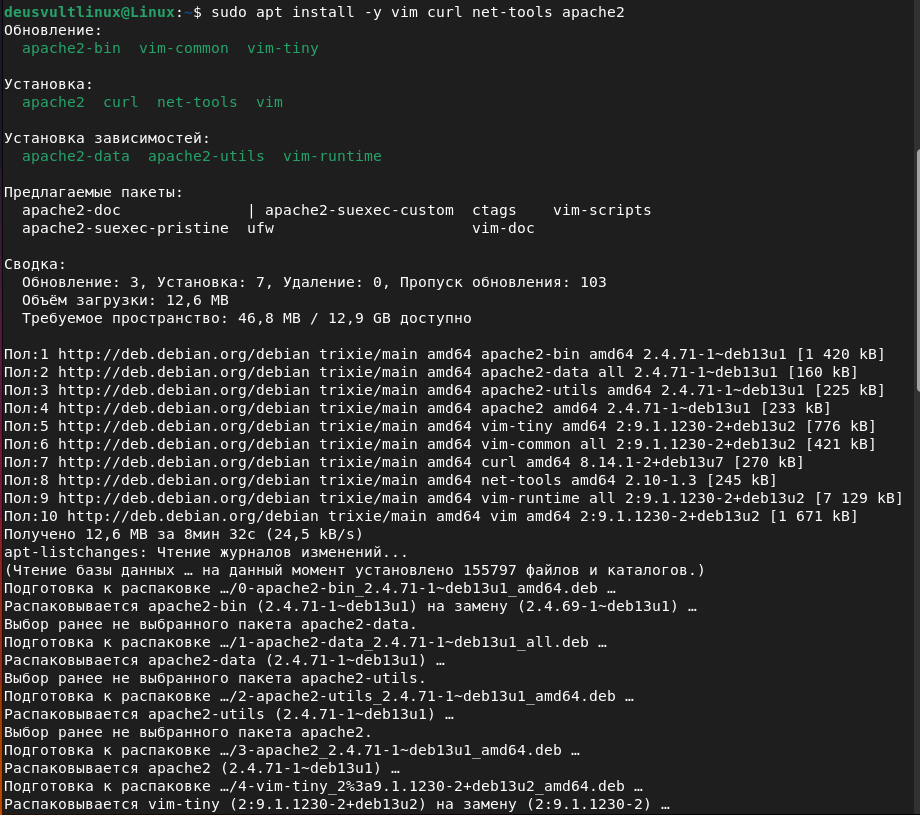 deusvultlinux@Linux:~$ sudo apt install -y vim curl net-tools apache2
Обновление:
  apache2-bin  vim-common  vim-tiny

Установка:
  apache2  curl  net-tools  vim

Установка зависимостей:
  apache2-data  apache2-utils  vim-runtime

Предлагаемые пакеты:
  apache2-doc              | apache2-suexec-custom  ctags    vim-scripts
  apache2-suexec-pristine  ufw                      vim-doc

Сводка:
  Обновление: 3, Установка: 7, Удаление: 0, Пропуск обновления: 103
  Объём загрузки: 12,6 MB
  Требуемое пространство: 46,8 MB / 12,9 GB доступно

Пол:1 http://deb.debian.org/debian trixie/main amd64 apache2-bin amd64 2.4.71-1~deb13u1 [1 420 kB]
Пол:2 http://deb.debian.org/debian trixie/main amd64 apache2-data all 2.4.71-1~deb13u1 [160 kB]
Пол:3 http://deb.debian.org/debian trixie/main amd64 apache2-utils amd64 2.4.71-1~deb13u1 [225 kB]
Пол:4 http://deb.debian.org/debian trixie/main amd64 apache2 amd64 2.4.71-1~deb13u1 [233 kB]
Пол:5 http://deb.debian.org/debian trixie/main amd64 vim-tiny amd64 2:9.1.1230-2+deb13u2 [776 kB]
Пол:6 http://deb.debian.org/debian trixie/main amd64 vim-common all 2:9.1.1230-2+deb13u2 [421 kB]
Пол:7 http://deb.debian.org/debian trixie/main amd64 curl amd64 8.14.1-2+deb13u7 [270 kB]
Пол:8 http://deb.debian.org/debian trixie/main amd64 net-tools amd64 2.10-1.3 [245 kB]
Пол:9 http://deb.debian.org/debian trixie/main amd64 vim-runtime all 2:9.1.1230-2+deb13u2 [7 129 kB]
Пол:10 http://deb.debian.org/debian trixie/main amd64 vim amd64 2:9.1.1230-2+deb13u2 [1 671 kB]
Получено 12,6 MB за 8мин 32с (24,5 kB/s)
apt-listchanges: Чтение журналов изменений...
(Чтение базы данных … на данный момент установлено 155797 файлов и каталогов.)
Подготовка к распаковке …/0-apache2-bin_2.4.71-1~deb13u1_amd64.deb …
Распаковывается apache2-bin (2.4.71-1~deb13u1) на замену (2.4.69-1~deb13u1) …
Выбор ранее не выбранного пакета apache2-data.
Подготовка к распаковке …/1-apache2-data_2.4.71-1~deb13u1_all.deb …
Распаковывается apache2-data (2.4.71-1~deb13u1) …
Выбор ранее не выбранного пакета apache2-utils.
Подготовка к распаковке …/2-apache2-utils_2.4.71-1~deb13u1_amd64.deb …
Распаковывается apache2-utils (2.4.71-1~deb13u1) …
Выбор ранее не выбранного пакета apache2.
Подготовка к распаковке …/3-apache2_2.4.71-1~deb13u1_amd64.deb …
Распаковывается apache2 (2.4.71-1~deb13u1) …
Подготовка к распаковке …/4-vim-tiny_2%3a9.1.1230-2+deb13u2_amd64.deb …
Распаковывается vim-tiny (2:9.1.1230-2+deb13u2) на замену (2:9.1.1230-2) …